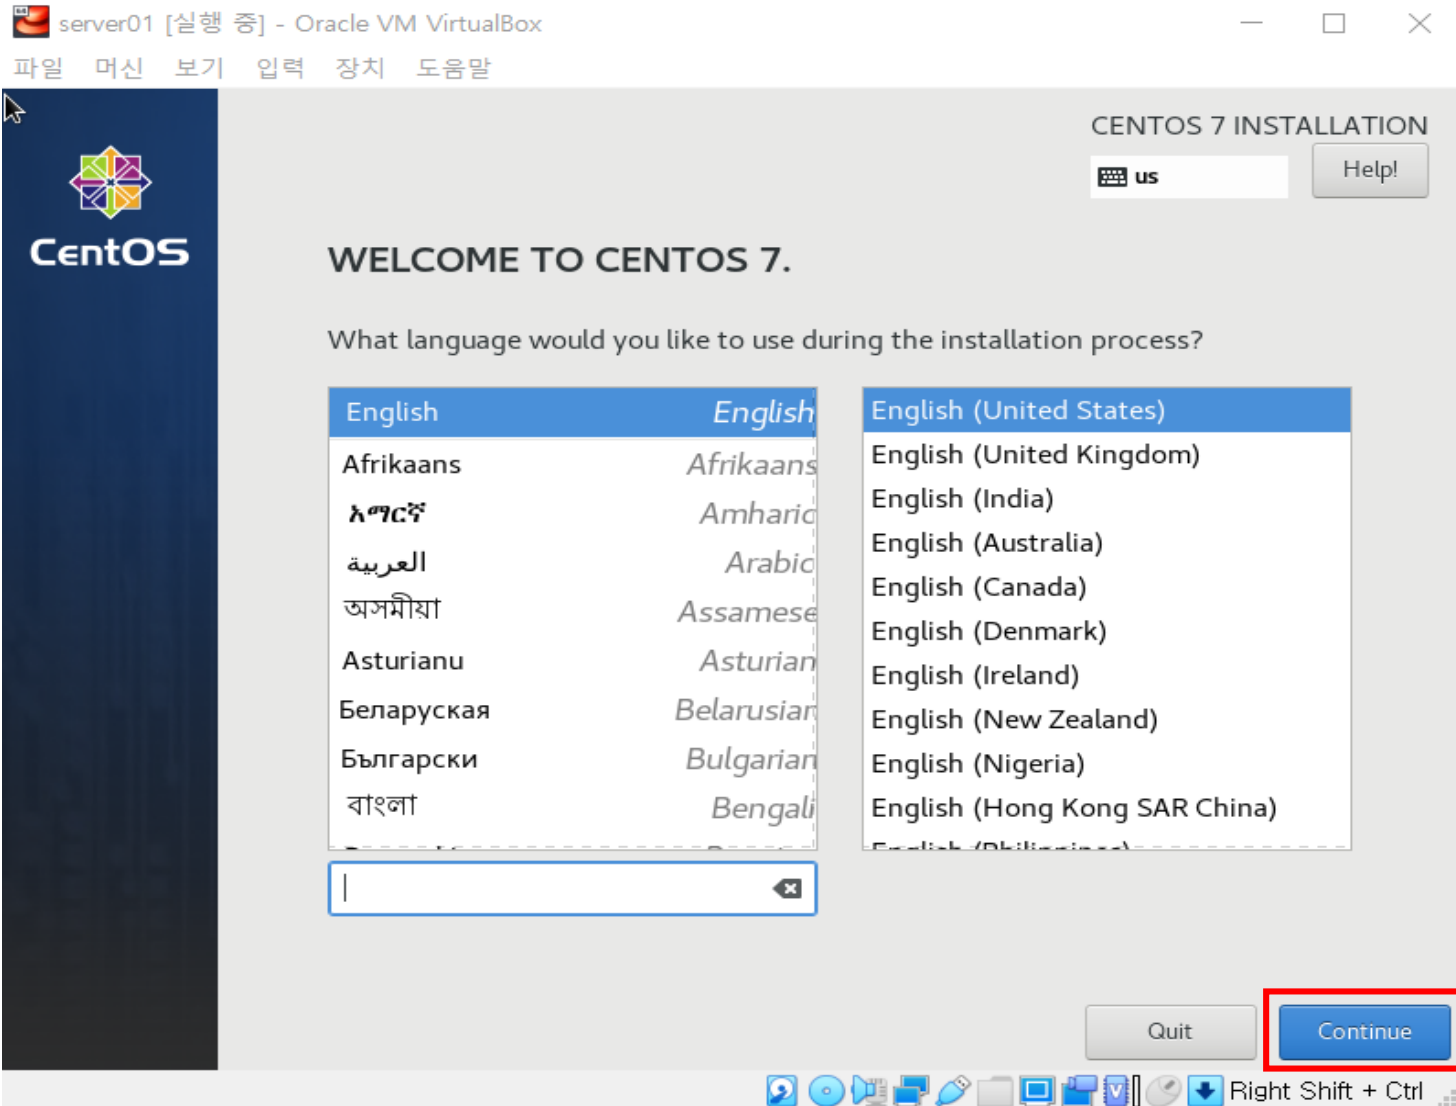 server01 [실행 중] - Oracle VM VirtualBox
파일 머신 보기 입력 장치 도움말
CentOS
CENTOS 7 INSTALLATION
us
Help!
WELCOME TO CENTOS 7.
What language would you like to use during the installation process?
English English
Afrikaans Afrikaans
አማርኛ Amharic
العربية Arabic
অসমীয়া Assamese
Asturianu Asturian
Беларуская Belarusian
Български Bulgarian
বাংলা Bengali
English (United States)
English (United Kingdom)
English (India)
English (Australia)
English (Canada)
English (Denmark)
English (Ireland)
English (New Zealand)
English (Nigeria)
English (Hong Kong SAR China)
English (Philippines)
Quit
Continue
Right Shift + Ctrl